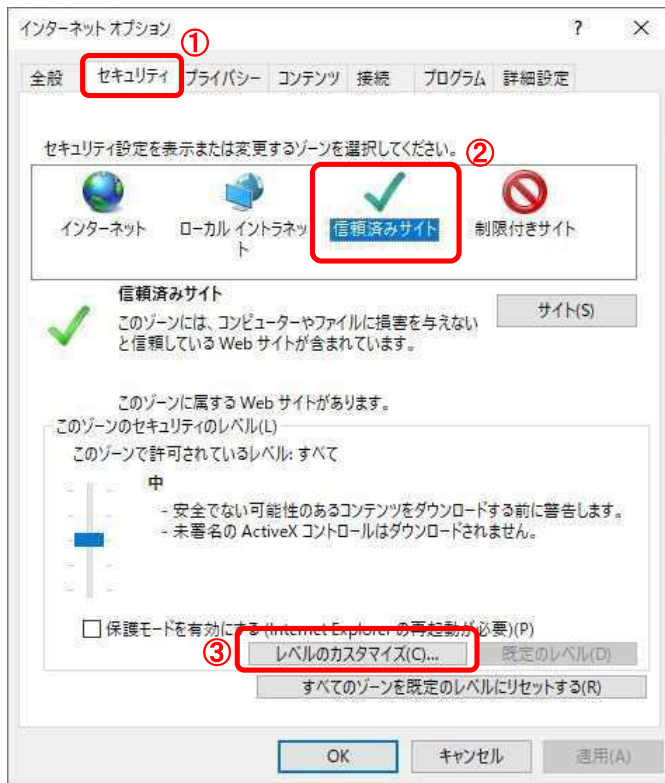 インターネット オプション
?
①
全般 セキュリティ プライバシー コンテンツ 接続 プログラム 詳細設定
セキュリティ設定を表示または変更するゾーンを選択してください。
②
インターネット ローカル イントラネッ 信頼済みサイト 制限付きサイト
ト
信頼済みサイト
サイト(S)
このゾーンには、コンピューターやファイルに損害を与えない
と信頼している Web サイトが含まれています。
このゾーンに属する Web サイトがあります。
このゾーンのセキュリティのレベル(L)
このゾーンで許可されているレベル: すべて
中
- 安全でない可能性のあるコンテンツをダウンロードする前に警告します。
- 未署名の ActiveX コントロールはダウンロードされません。
保護モードを有効にする (Internet Explorer の再起動が必要)(P)
③
レベルのカスタマイズ(C)... 既定のレベル(D)
すべてのゾーンを既定のレベルにリセットする(R)
OK キャンセル 適用(A)